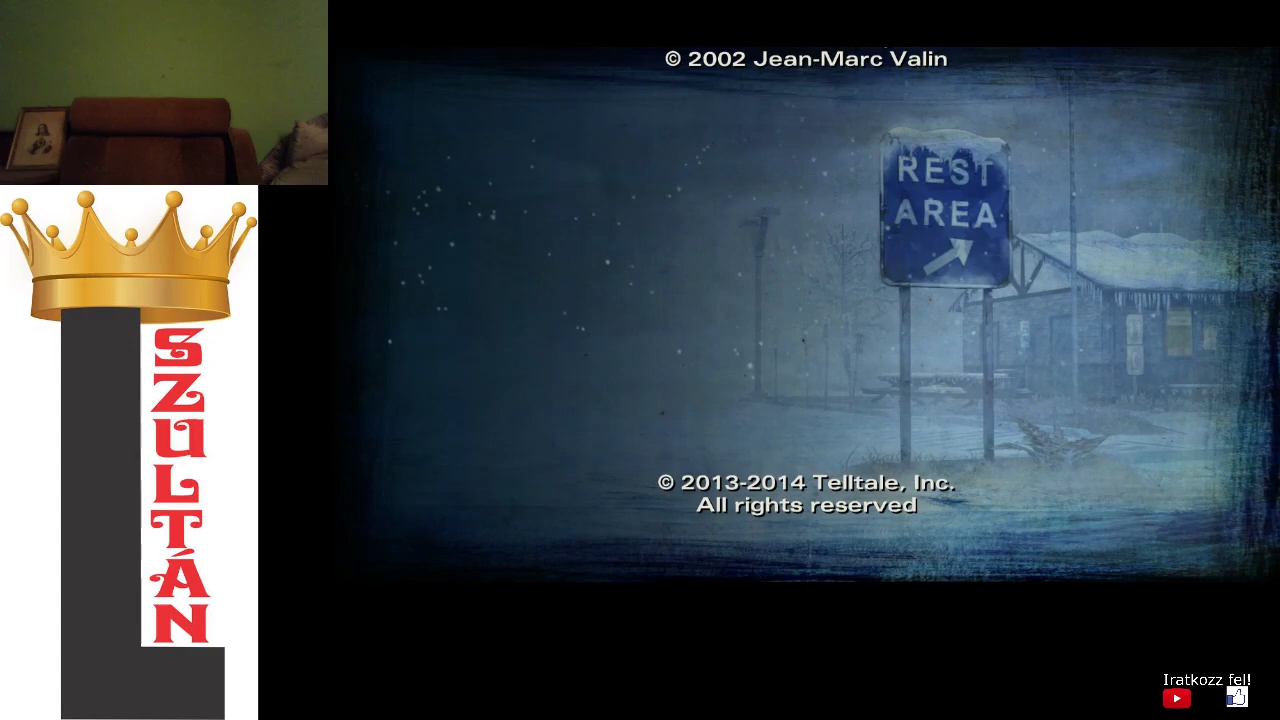 © 2002 Jean-Marc Valin
REST
AREA
© 2013-2014 Telltale, Inc.
All rights reserved
L
SZULTÁN
Iratkozz fel!